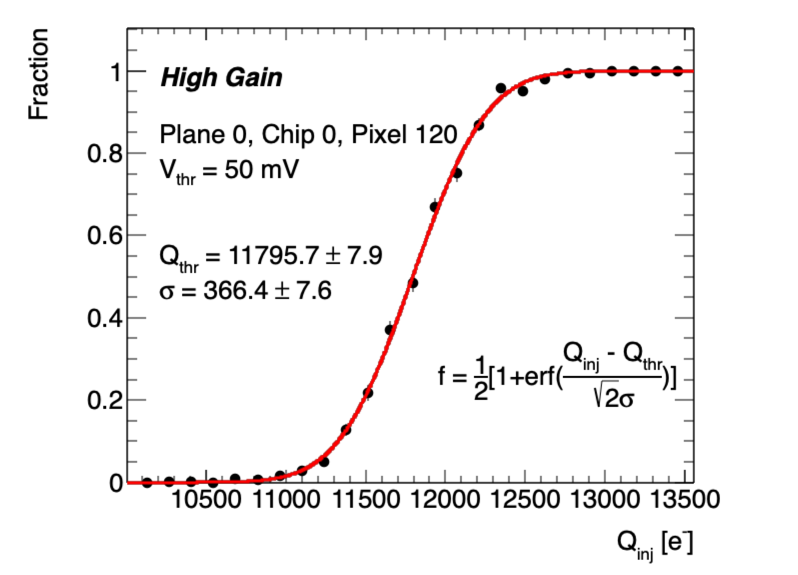 Fraction
1
0.8
0.6
0.4
0.2
0
High Gain
Plane 0, Chip 0, Pixel 120
V_thr = 50 mV
Q_thr = 11795.7 ± 7.9
σ = 366.4 ± 7.6
f = 1/2[1+erf((Q_inj - Q_thr)/(√2σ))]
10500 11000 11500 12000 12500 13000 13500
Q_inj [e⁻]